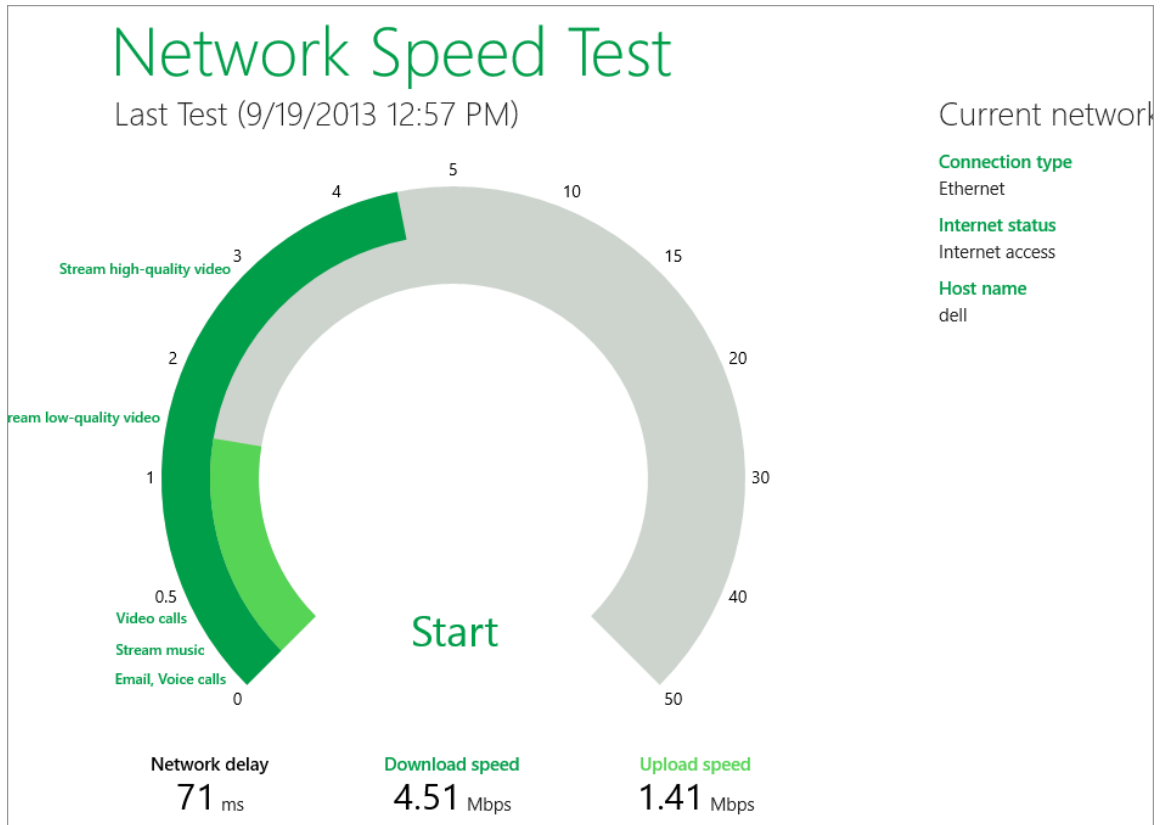 Network Speed Test
Last Test (9/19/2013 12:57 PM)
5
4
10
3
15
Stream high-quality video
2
20
ream low-quality video
1
30
0.5
40
Video calls
Stream music
Email, Voice calls
Start
0
50
Network delay
71 ms
Download speed
4.51 Mbps
Upload speed
1.41 Mbps
Current network
Connection type
Ethernet
Internet status
Internet access
Host name
dell